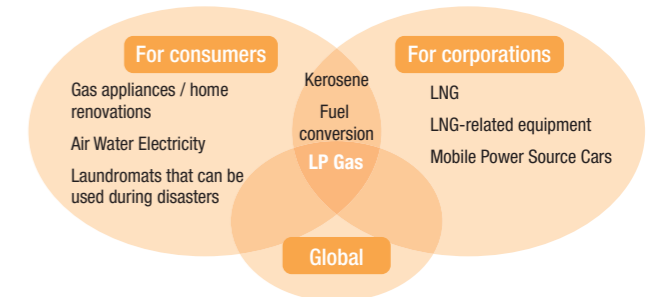 For consumers
Gas appliances / home
renovations
Air Water Electricity
Laundromats that can be
used during disasters
Kerosene
Fuel
conversion
LP Gas
For corporations
LNG
LNG-related equipment
Mobile Power Source Cars
Global